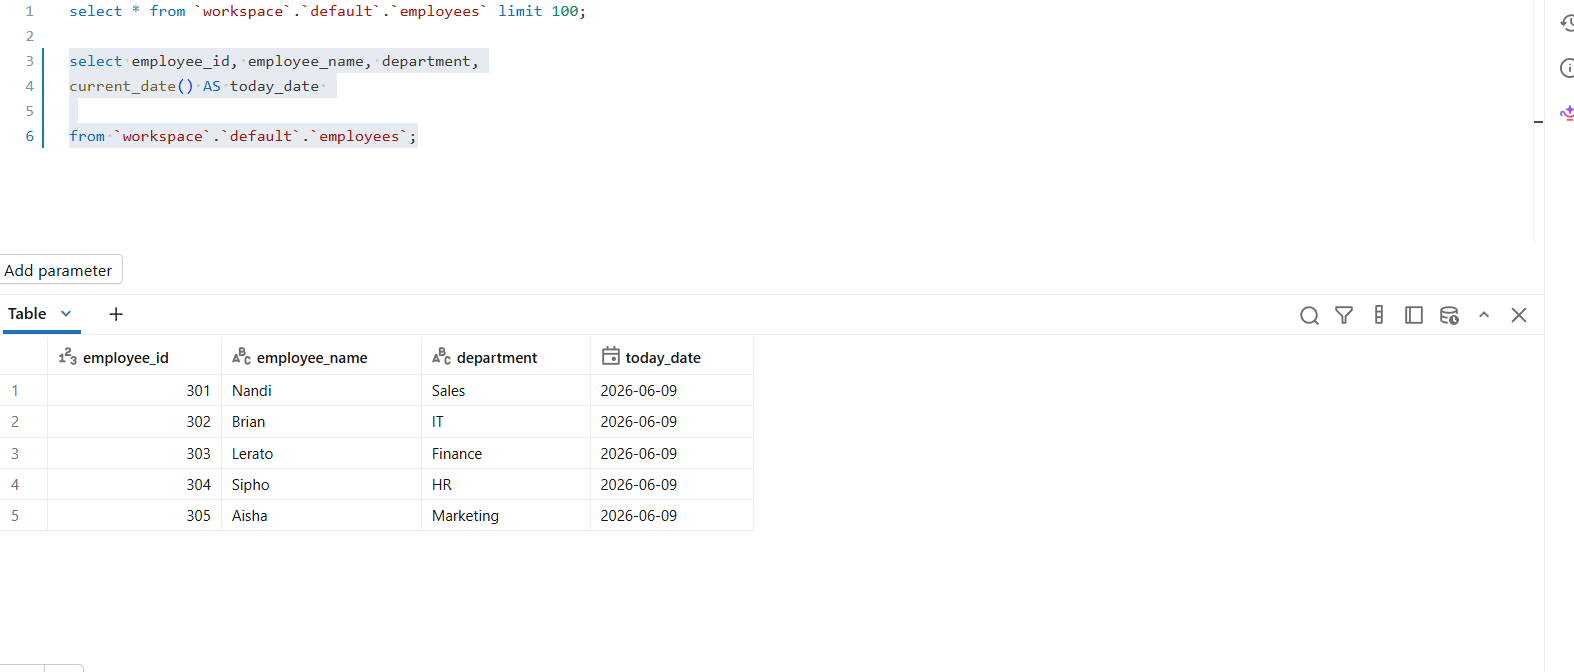 1 select * from `workspace`.`default`.`employees` limit 100;
2
3 select employee_id, employee_name, department,
4 current_date() AS today_date
5
6 from `workspace`.`default`.`employees`;
Add parameter
Table +
123 employee_id ABC employee_name ABC department today_date
1 301 Nandi Sales 2026-06-09
2 302 Brian IT 2026-06-09
3 303 Lerato Finance 2026-06-09
4 304 Sipho HR 2026-06-09
5 305 Aisha Marketing 2026-06-09